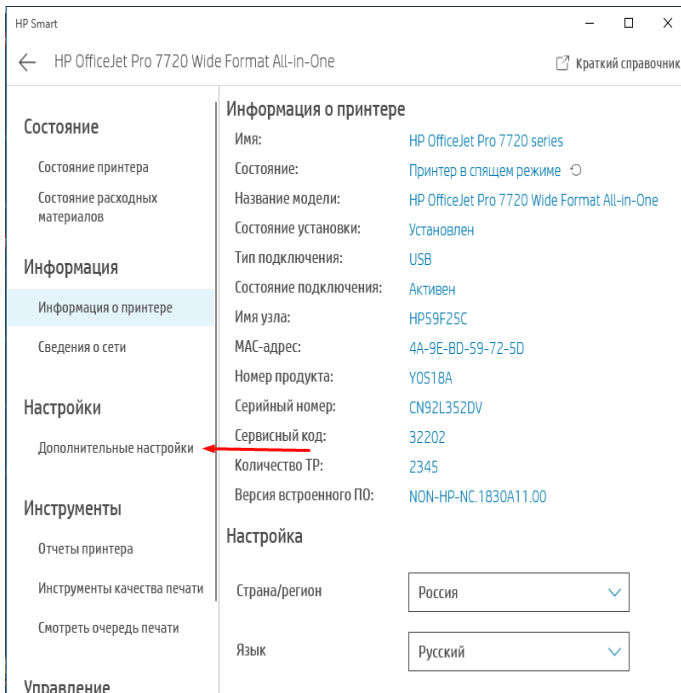 HP Smart
HP OfficeJet Pro 7720 Wide Format All-in-One
Краткий справочник
Состояние
Состояние принтера
Состояние расходных
материалов
Информация
Информация о принтере
Сведения о сети
Настройки
Дополнительные настройки
Инструменты
Отчеты принтера
Инструменты качества печати
Смотреть очередь печати
Управление
Информация о принтере
Имя: HP OfficeJet Pro 7720 series
Состояние: Принтер в спящем режиме
Название модели: HP OfficeJet Pro 7720 Wide Format All-in-One
Состояние установки: Установлен
Тип подключения: USB
Состояние подключения: Активен
Имя узла: HP59F25C
MAC-адрес: 4A-9E-BD-59-72-5D
Номер продукта: Y0S18A
Серийный номер: CN92L352DV
Сервисный код: 32202
Количество ТР: 2345
Версия встроенного ПО: NON-HP-NC.1830A11.00
Настройка
Страна/регион Россия
Язык Русский